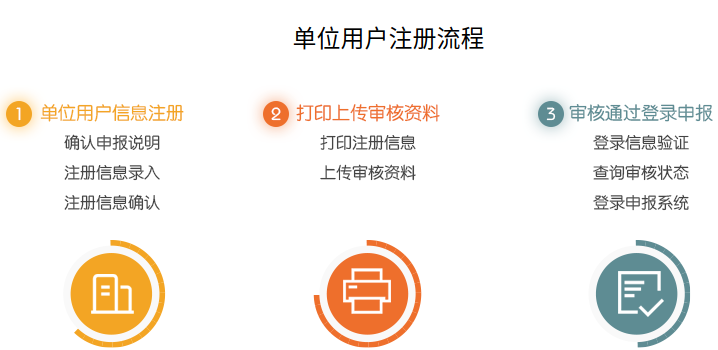 单位用户注册流程
1 单位用户信息注册
确认申报说明
注册信息录入
注册信息确认
2 打印上传审核资料
打印注册信息
上传审核资料
3 审核通过登录申报
登录信息验证
查询审核状态
登录申报系统